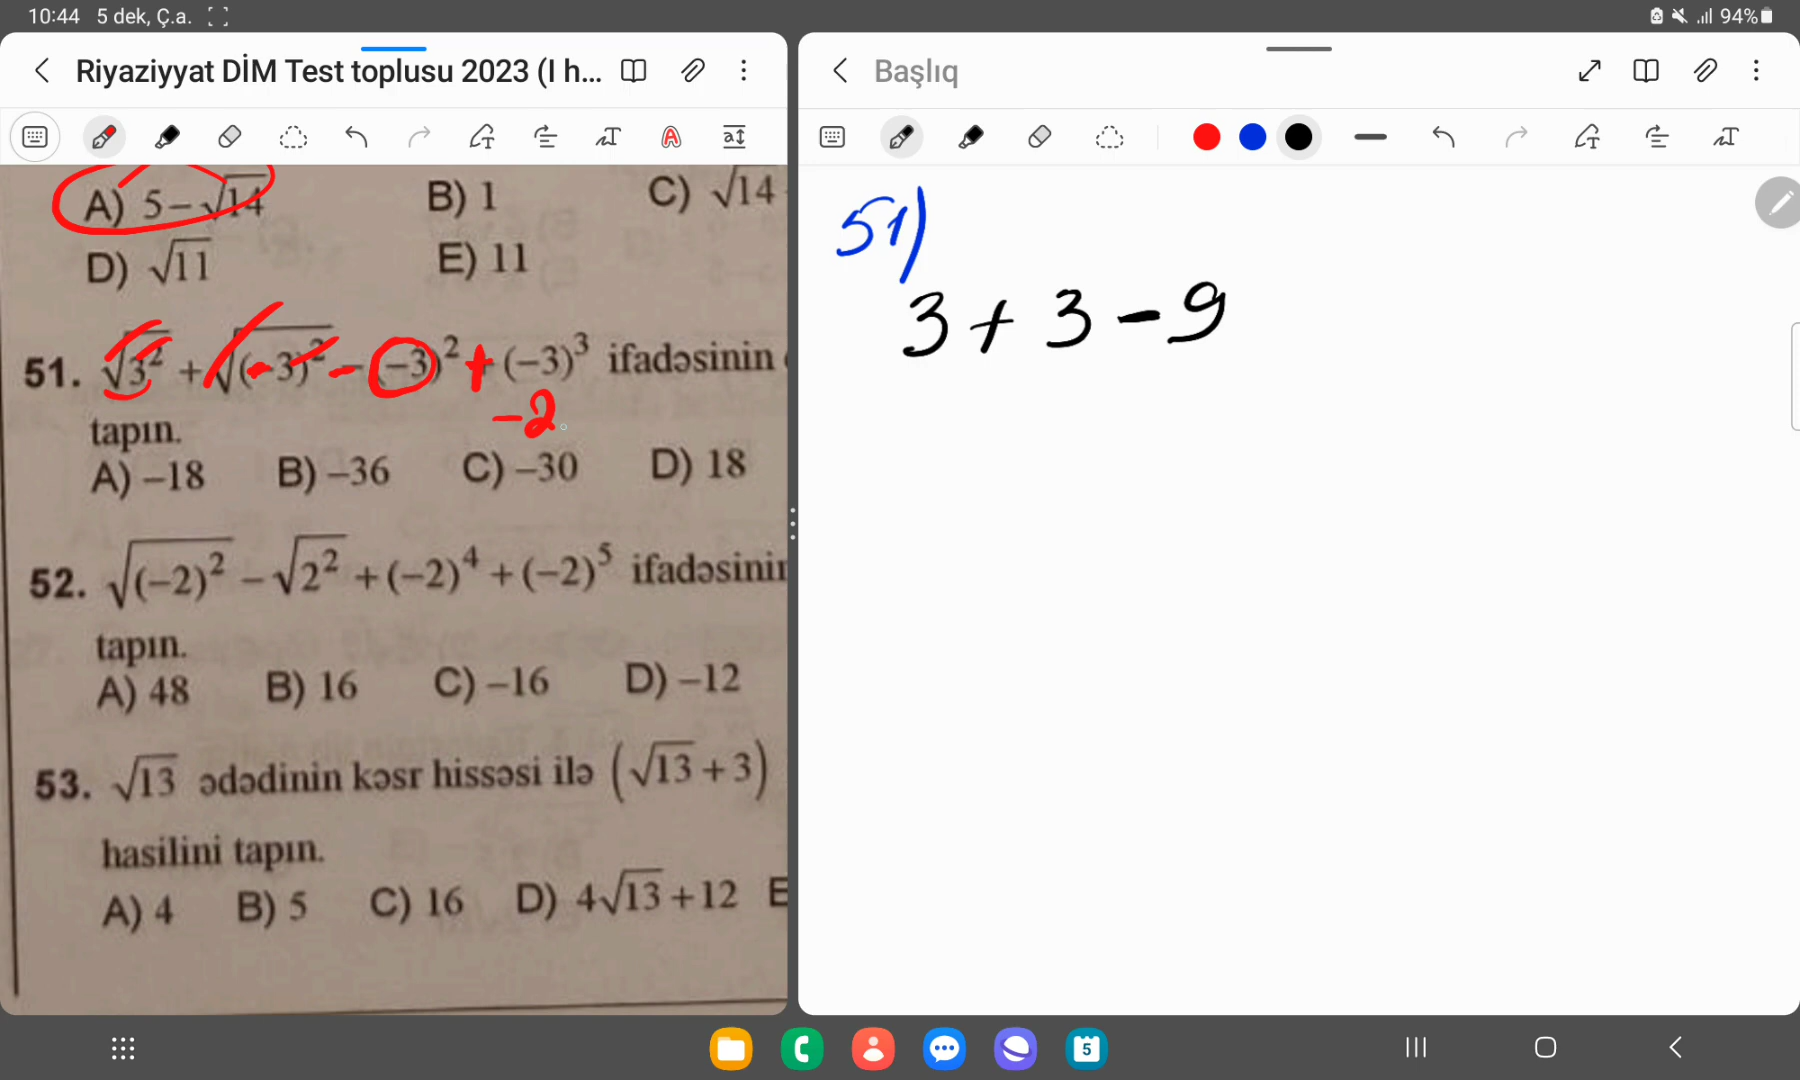 10:44 5 dek, Ç.a. 94%
Riyaziyyat DİM Test toplusu 2023 (I h...
A) 5−√14 B) 1 C) √14
D) √11 E) 11
51. √3² + √(−3)² − (−3)² + (−3)³ ifadəsinin
−2
tapın.
A) −18 B) −36 C) −30 D) 18
52. √(−2)² − √2² + (−2)⁴ + (−2)⁵ ifadəsinin
tapın.
A) 48 B) 16 C) −16 D) −12
53. √13 ədədinin kəsr hissəsi ilə (√13 + 3)
hasilini tapın.
A) 4 B) 5 C) 16 D) 4√13 + 12 E
Başlıq
51)
3 + 3 − 9
5